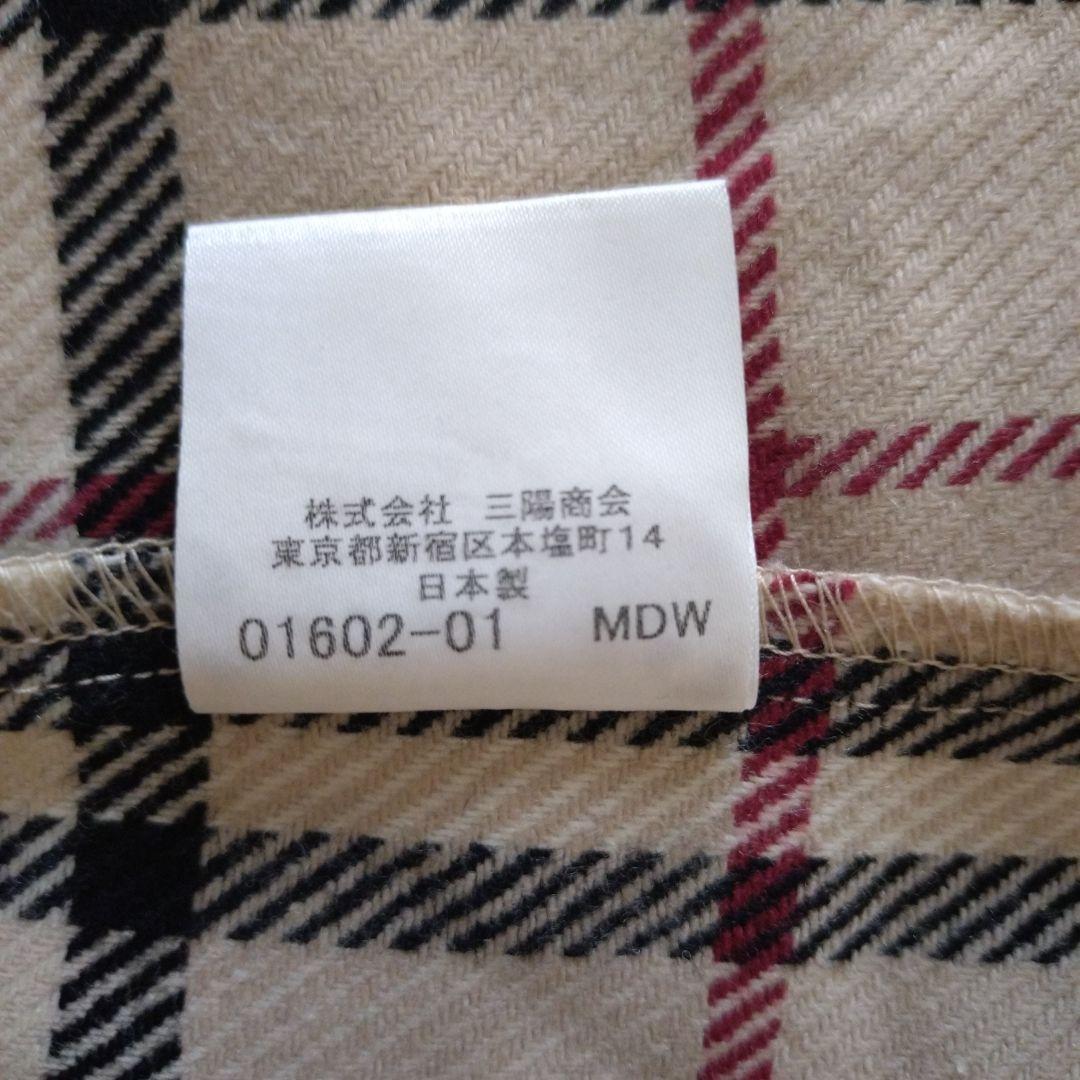 株式会社 三陽商会
東京都新宿区本塩町14
日本製
01602-01 MDW